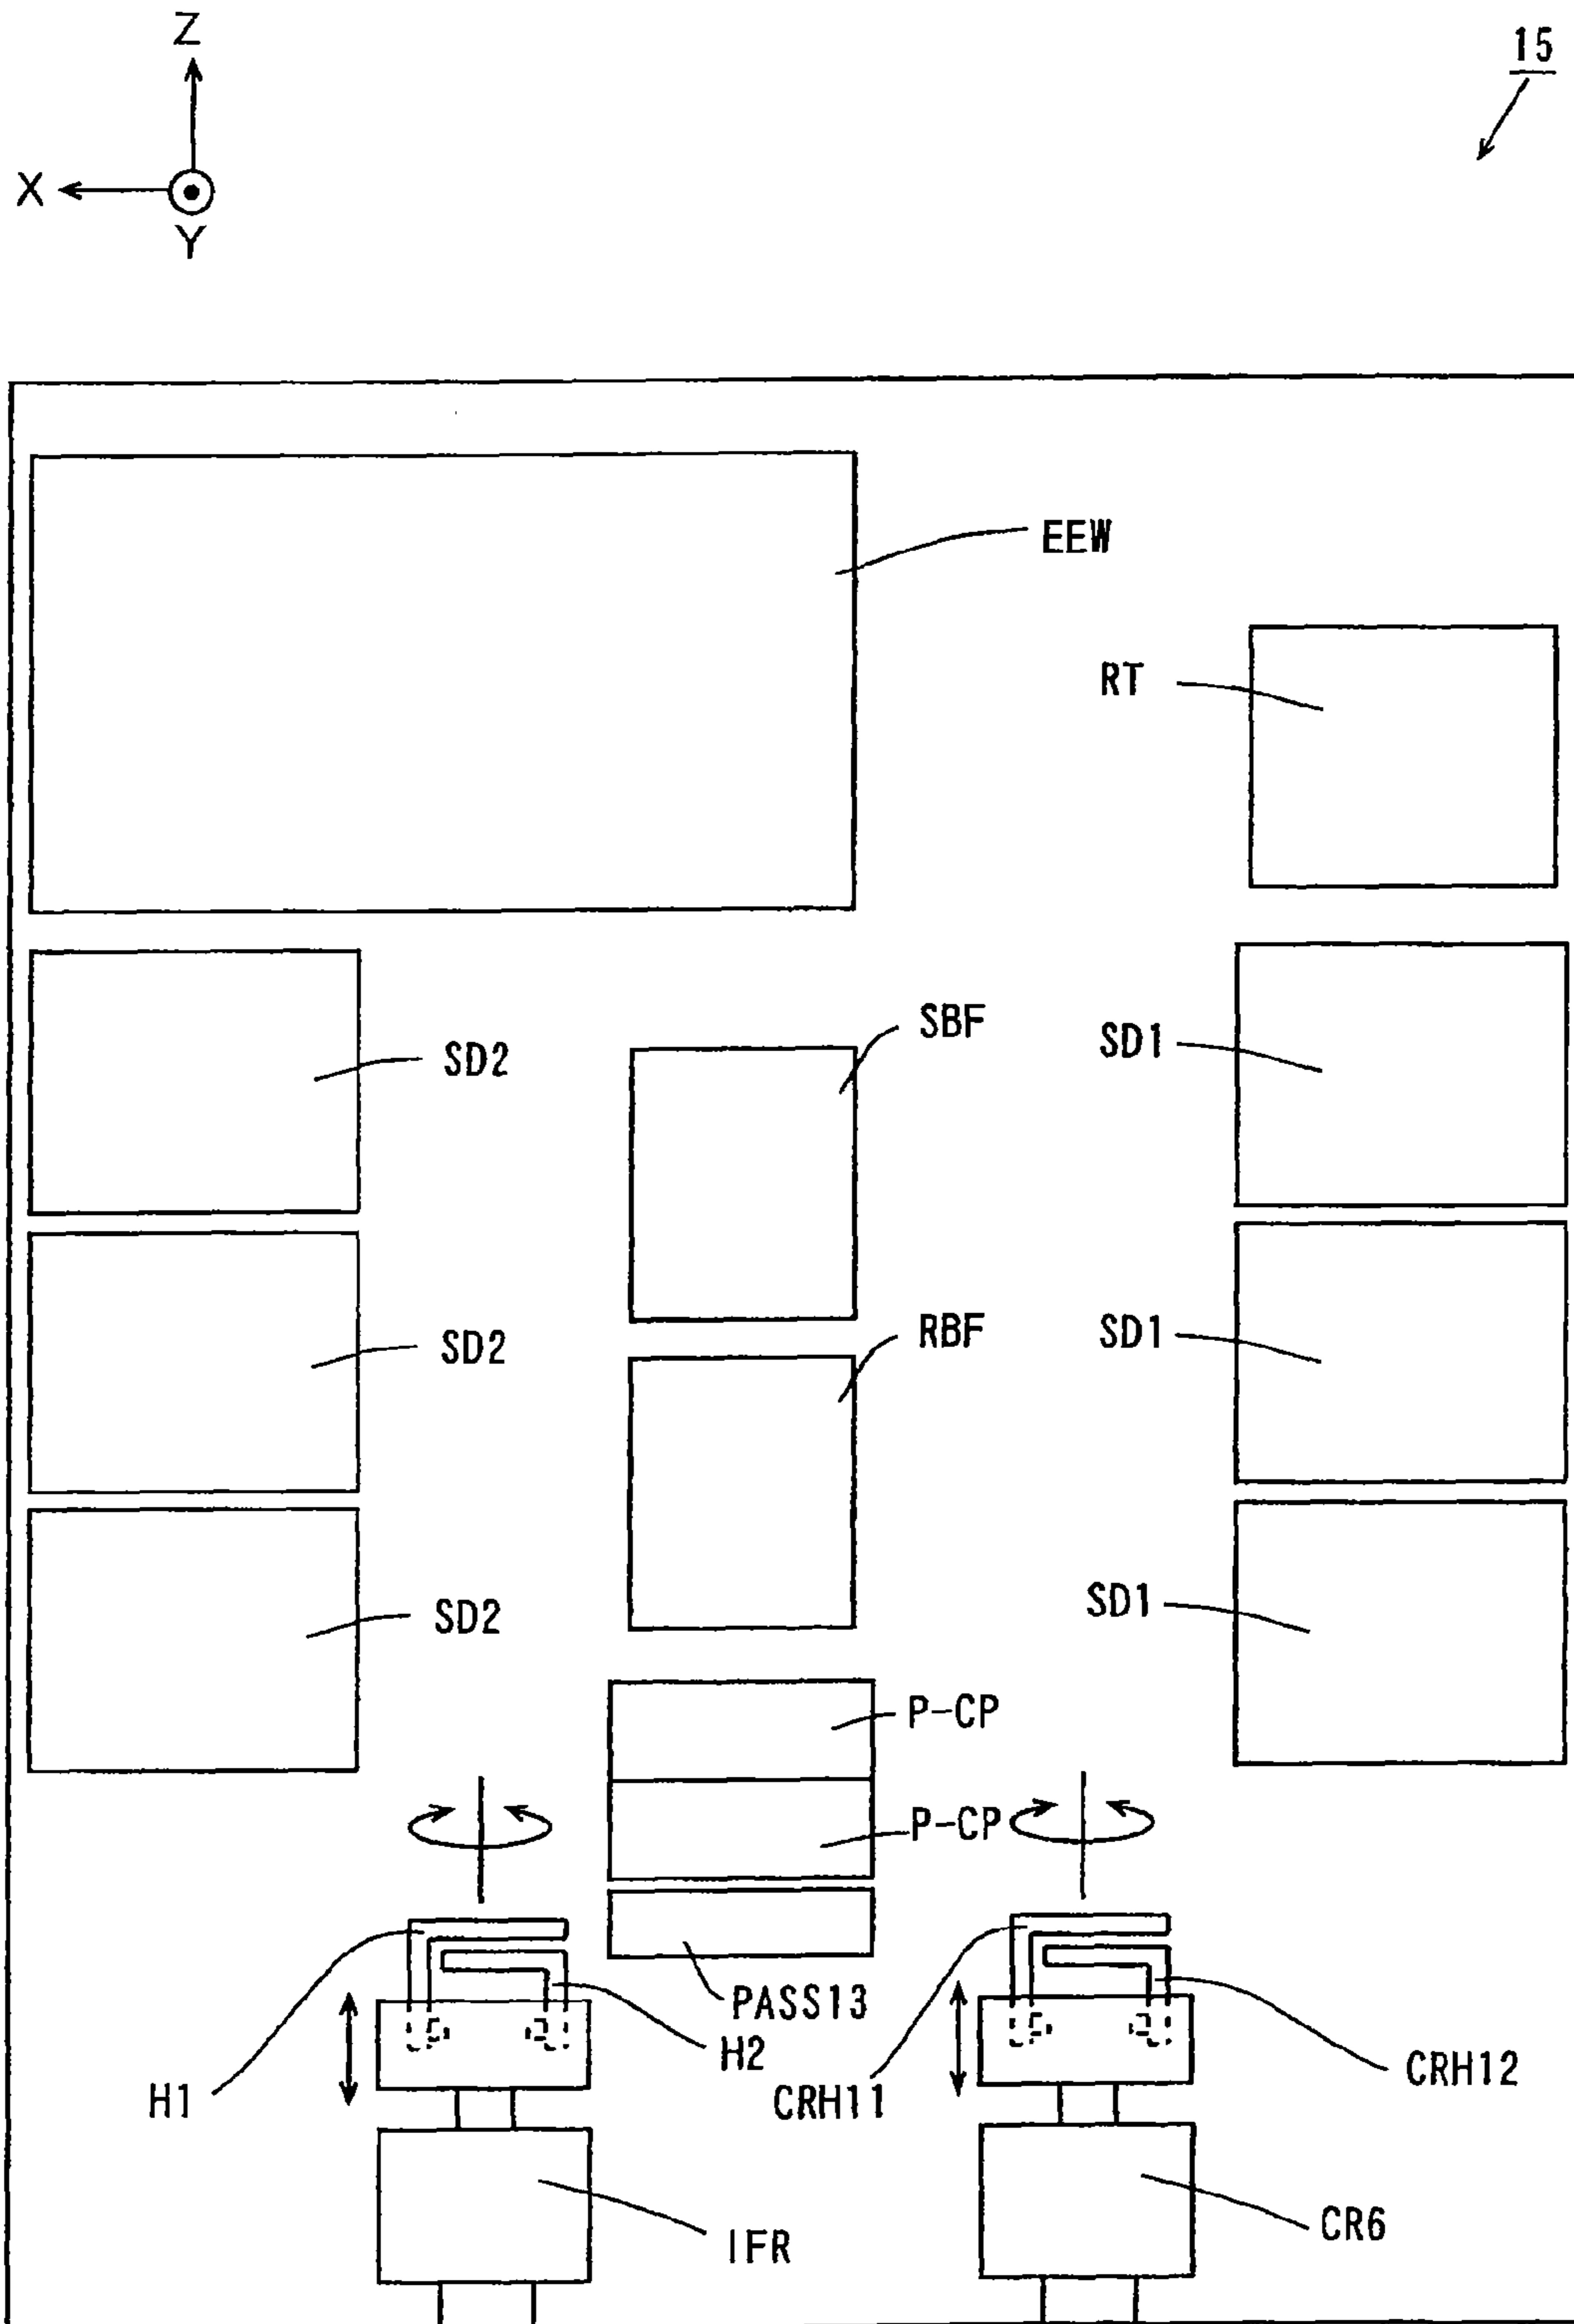 Z
15
X
Y
EEW
RT
SBF
SD1
SD2
RBF
SD1
SD2
SD1
SD2
P-CP
P-CP
PASS13
H2
CRH12
H1
CRH11
IFR
CR6